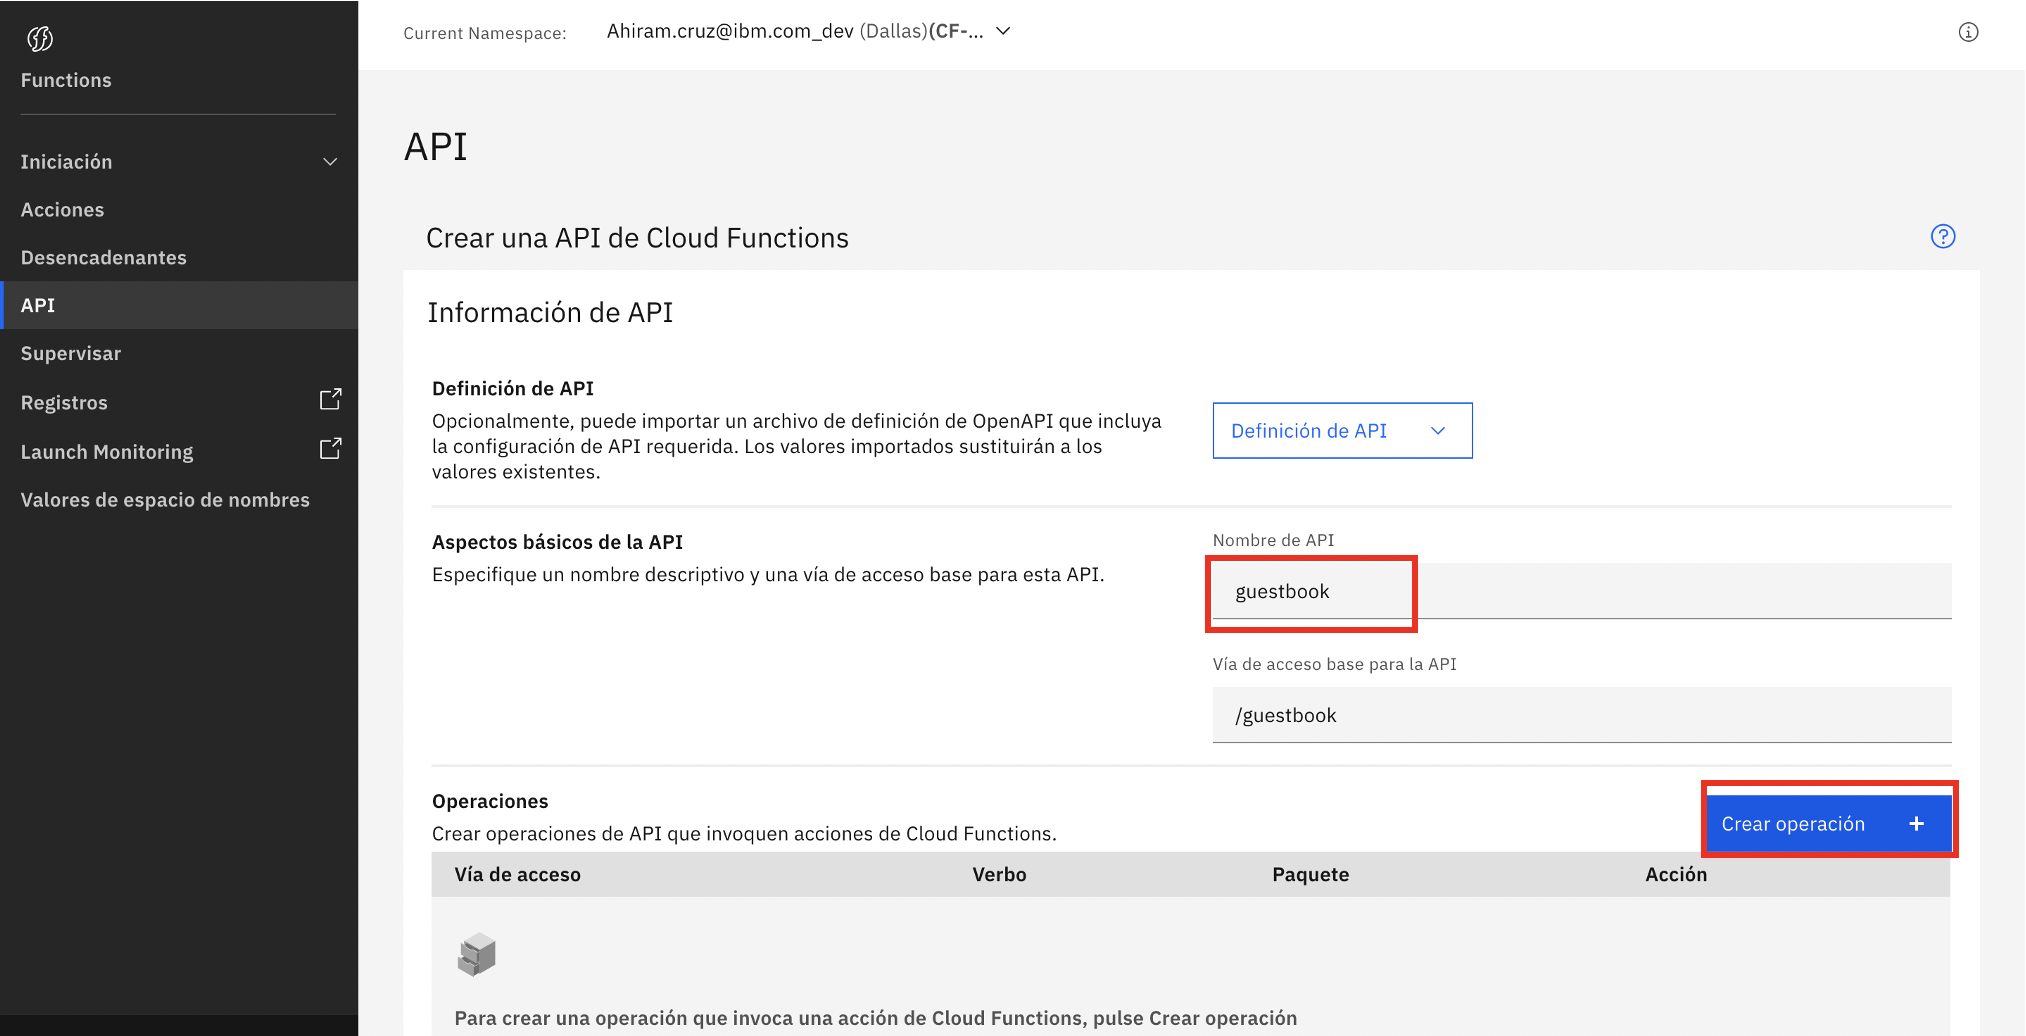 Functions
Iniciación
Acciones
Desencadenantes
API
Supervisar
Registros
Launch Monitoring
Valores de espacio de nombres
Current Namespace: Ahiram.cruz@ibm.com_dev (Dallas)(CF-...
API
Crear una API de Cloud Functions
Información de API
Definición de API
Opcionalmente, puede importar un archivo de definición de OpenAPI que incluya
la configuración de API requerida. Los valores importados sustituirán a los
valores existentes.
Definición de API
Aspectos básicos de la API
Especifique un nombre descriptivo y una vía de acceso base para esta API.
Nombre de API
guestbook
Vía de acceso base para la API
/guestbook
Operaciones
Crear operaciones de API que invoquen acciones de Cloud Functions.
Crear operación +
Vía de acceso Verbo Paquete Acción
Para crear una operación que invoca una acción de Cloud Functions, pulse Crear operación